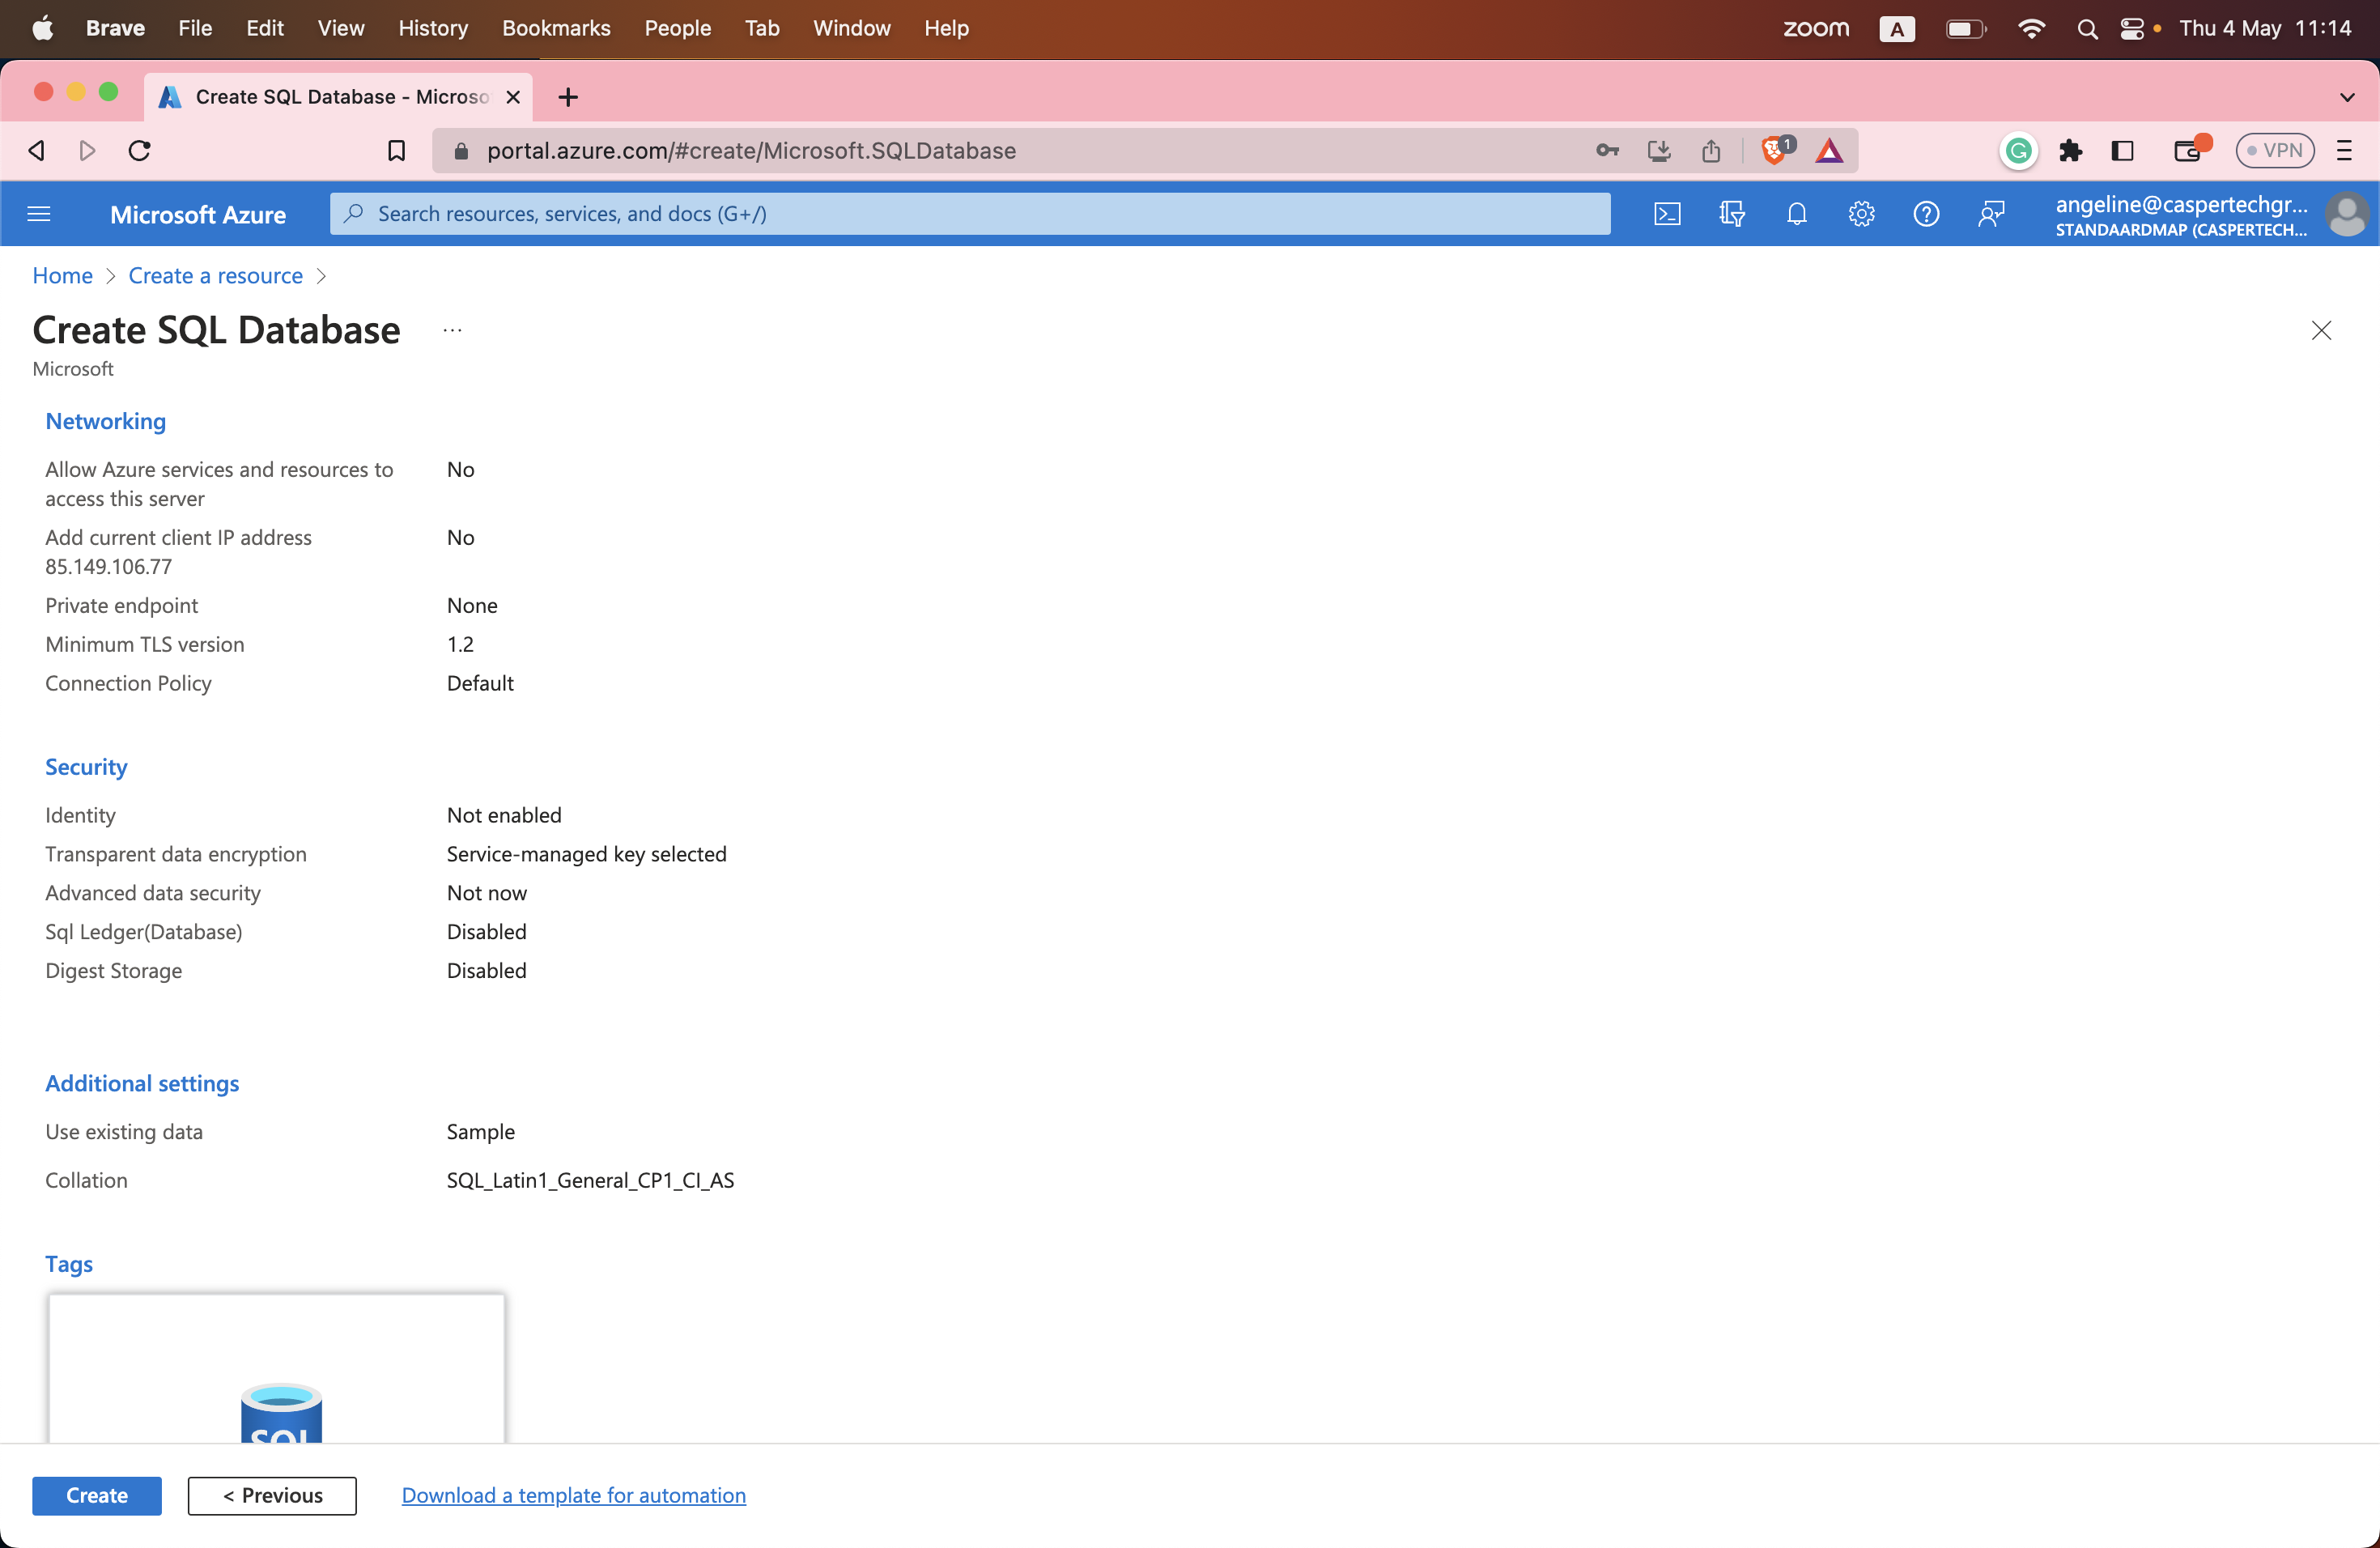 Brave File Edit View History Bookmarks People Tab Window Help zoom A Thu 4 May 11:14
Create SQL Database - Microso
portal.azure.com/#create/Microsoft.SQLDatabase 1 VPN
Microsoft Azure Search resources, services, and docs (G+/) angeline@caspertechgr...
STANDAARDMAP (CASPERTECH...
Home > Create a resource >
Create SQL Database ...
Microsoft
Networking
Allow Azure services and resources to No
access this server
Add current client IP address No
85.149.106.77
Private endpoint None
Minimum TLS version 1.2
Connection Policy Default
Security
Identity Not enabled
Transparent data encryption Service-managed key selected
Advanced data security Not now
Sql Ledger(Database) Disabled
Digest Storage Disabled
Additional settings
Use existing data Sample
Collation SQL_Latin1_General_CP1_CI_AS
Tags
SQL
Create < Previous Download a template for automation